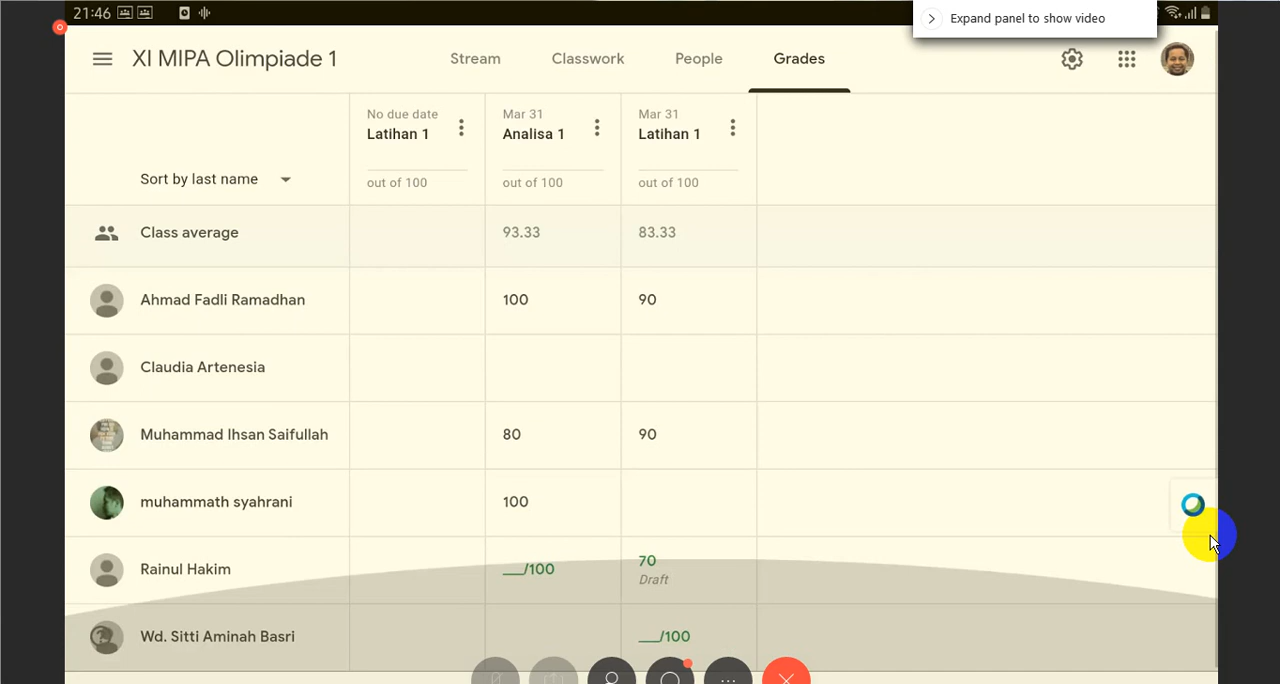 21:46
Expand panel to show video
XI MIPA Olimpiade 1
Stream
Classwork
People
Grades
No due date
Latihan 1
out of 100
Mar 31
Analisa 1
out of 100
Mar 31
Latihan 1
out of 100
Sort by last name
Class average
93.33
83.33
Ahmad Fadli Ramadhan
100
90
Claudia Artenesia
Muhammad Ihsan Saifullah
80
90
muhammath syahrani
100
Rainul Hakim
___/100
70
Draft
Wd. Sitti Aminah Basri
___/100